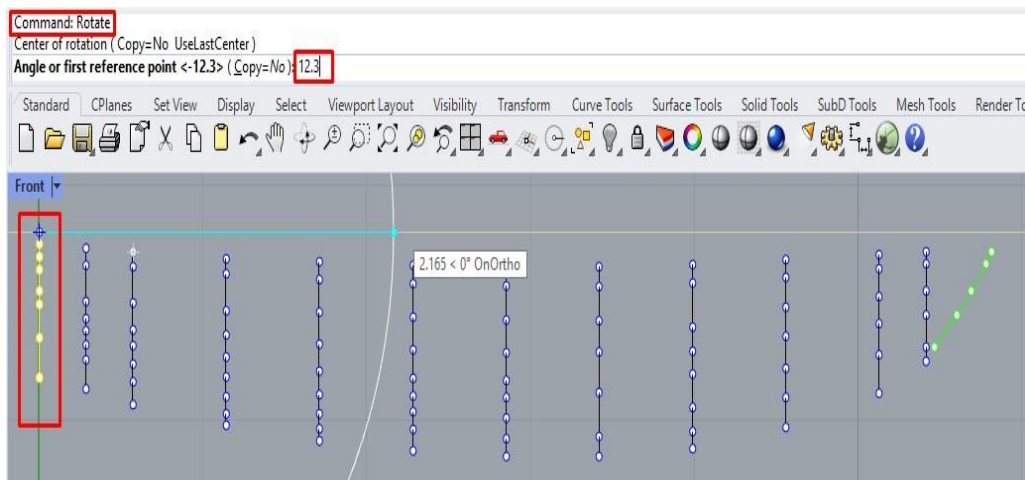 Command: Rotate
Center of rotation ( Copy=No UseLastCenter )
Angle or first reference point <-12.3> ( Copy=No ): 12.3
Standard CPlanes Set View Display Select Viewport Layout Visibility Transform Curve Tools Surface Tools Solid Tools SubD Tools Mesh Tools Render To
Front
2.165 < 0° OnOrtho